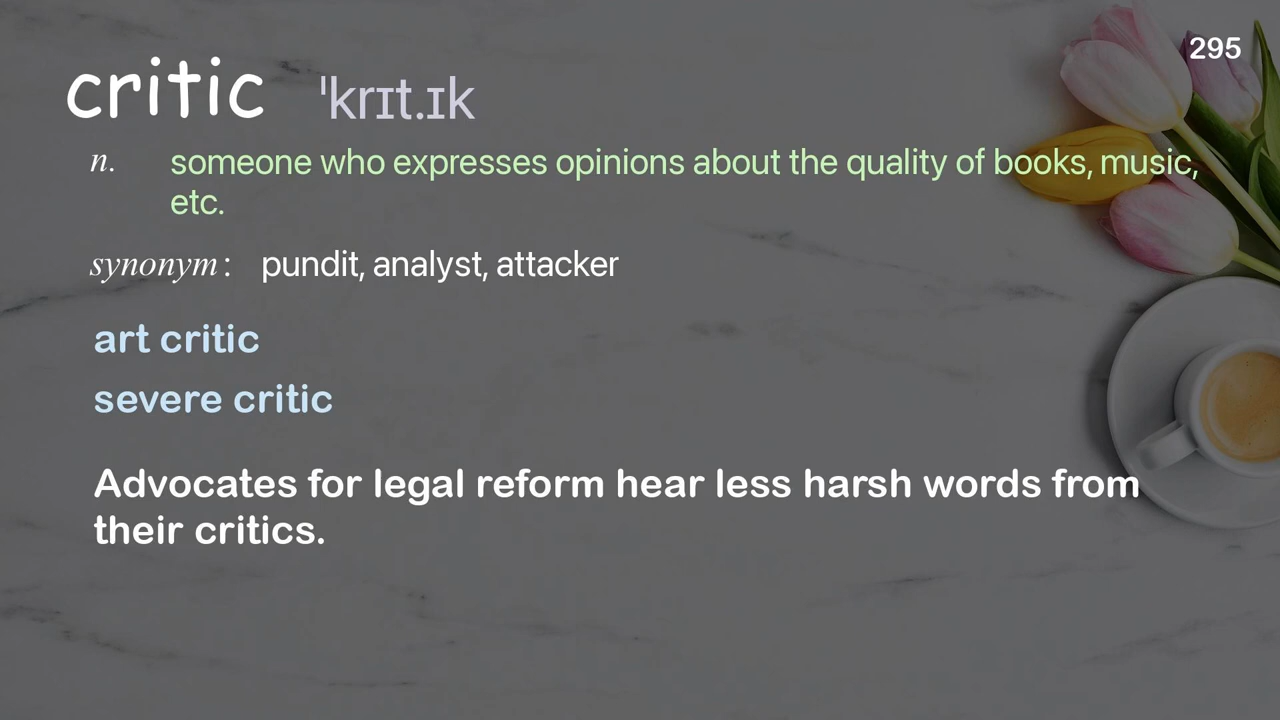 295
critic ˈkrɪt.ɪk
n. someone who expresses opinions about the quality of books, music,
etc.
synonym : pundit, analyst, attacker
art critic
severe critic
Advocates for legal reform hear less harsh words from
their critics.